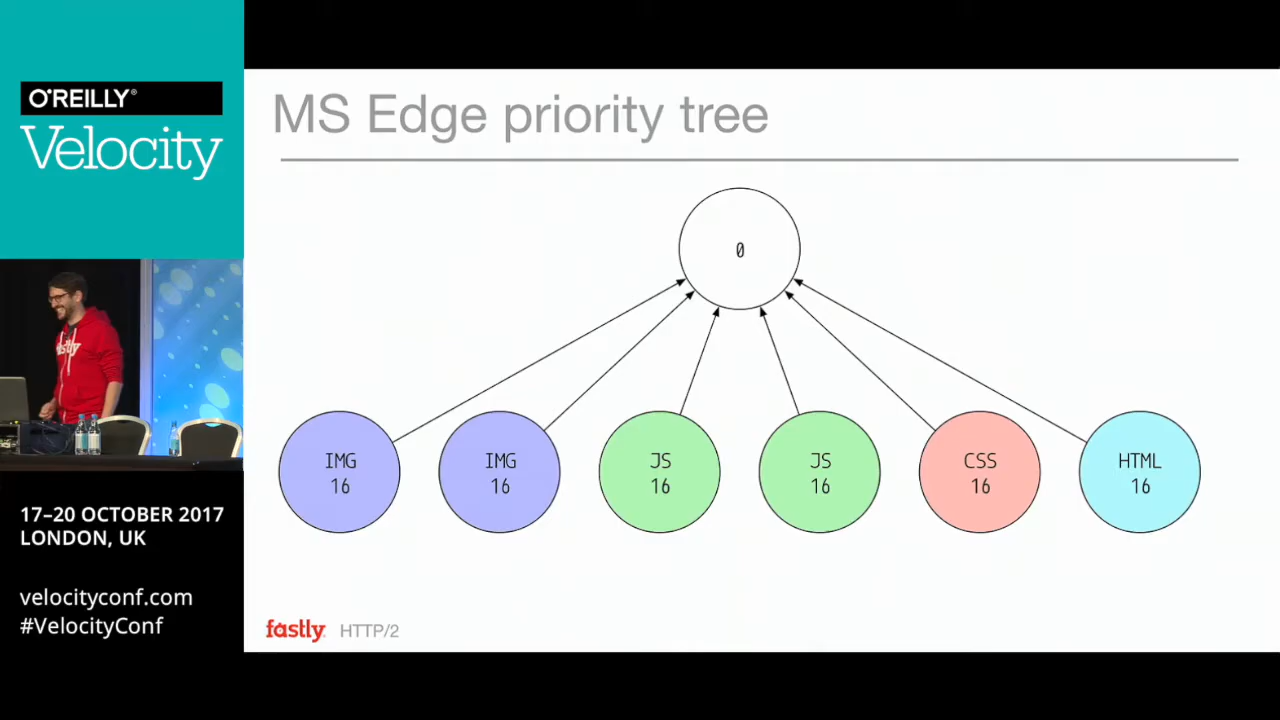 O'REILLY®
Velocity
17–20 OCTOBER 2017
LONDON, UK
velocityconf.com
#VelocityConf
MS Edge priority tree
0
IMG
16
IMG
16
JS
16
JS
16
CSS
16
HTML
16
fastly HTTP/2
fastly